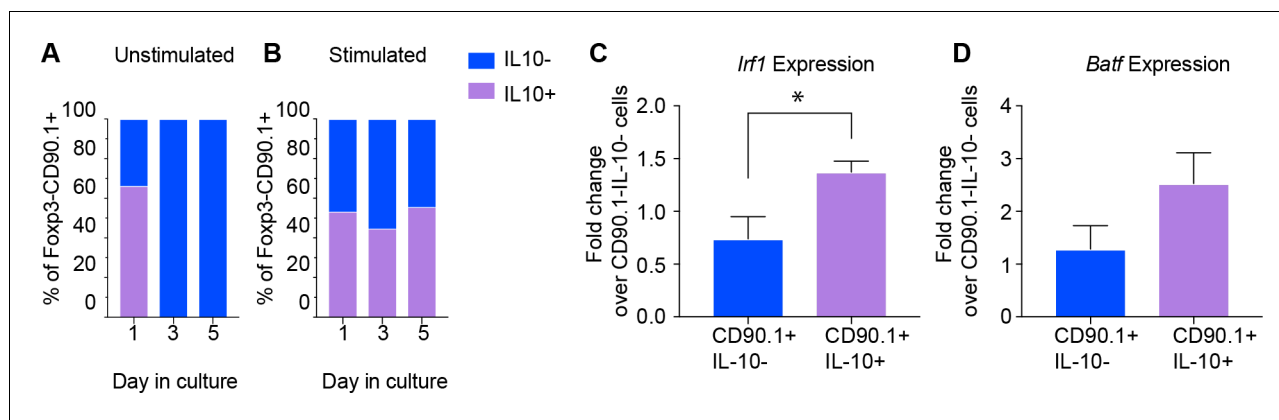 A
Unstimulated
% of Foxp3-CD90.1+
100
80
60
40
20
0
1 3 5
Day in culture
B
Stimulated
% of Foxp3-CD90.1+
100
80
60
40
20
0
1 3 5
Day in culture
IL10-
IL10+
C
Irf1 Expression
Fold change
over CD90.1-IL-10- cells
2.0
1.5
1.0
0.5
0.0
*
CD90.1+
IL-10-
CD90.1+
IL-10+
D
Batf Expression
Fold change
over CD90.1-IL-10- cells
4
3
2
1
0
CD90.1+
IL-10-
CD90.1+
IL-10+